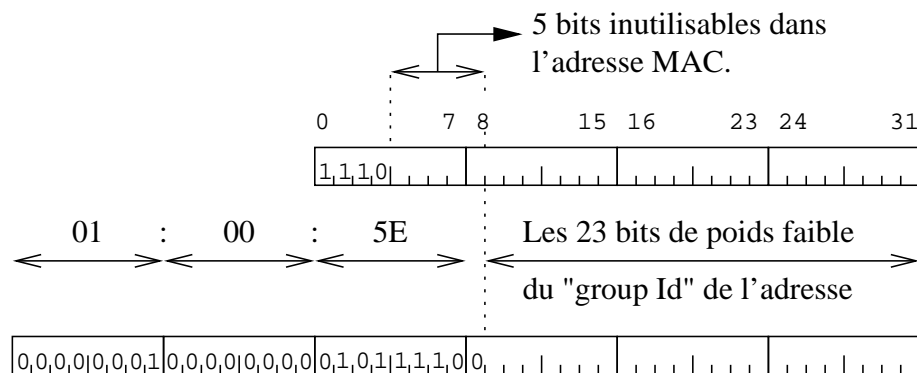 5 bits inutilisables dans
l'adresse MAC.
0 7 8 15 16 23 24 31
1 1 1 0
01 : 00 : 5E Les 23 bits de poids faible
du "group Id" de l'adresse
0 0 0 0 0 0 0 1 0 0 0 0 0 0 0 0 0 1 0 1 1 1 1 0 0